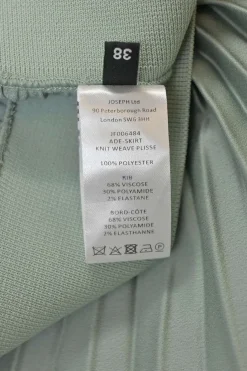 38
JOSEPH Ltd
90 Peterborough Road
London SW6 3HH
JF006484
ADE-SKIRT
KNIT WEAVE PLISSE
100% POLYESTER
RIB
68% VISCOSE
30% POLYAMIDE
2% ELASTANE
BORD-CÔTE
68% VISCOSE
30% POLYAMIDE
2% ELASTHANNE